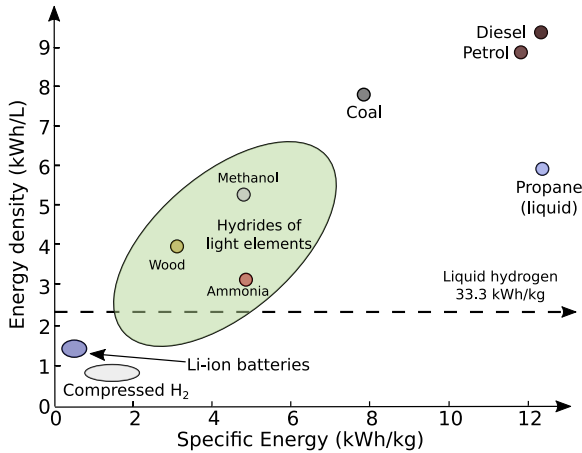 Energy density (kWh/L)
9
8
7
6
5
4
3
2
1
0
Diesel
Petrol
Coal
Propane
(liquid)
Methanol
Hydrides of
light elements
Wood
Ammonia
Liquid hydrogen
33.3 kWh/kg
Li-ion batteries
Compressed H₂
0 2 4 6 8 10 12
Specific Energy (kWh/kg)